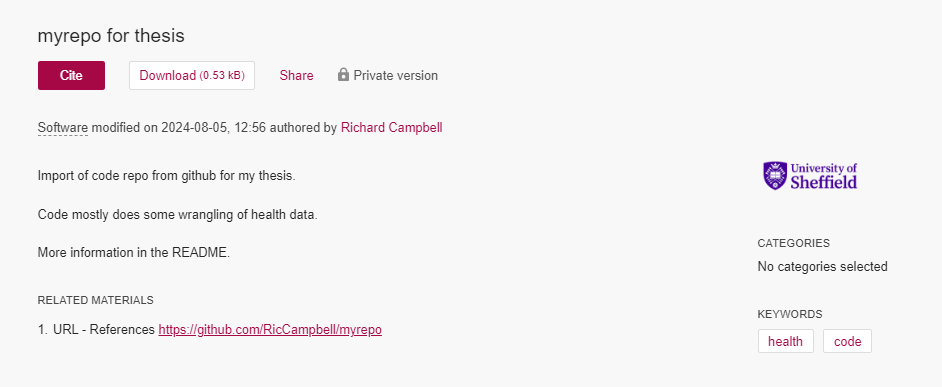 myrepo for thesis
Cite
Download (0.53 kB)
Share
Private version
Software modified on 2024-08-05, 12:56 authored by Richard Campbell
Import of code repo from github for my thesis.
Code mostly does some wrangling of health data.
More information in the README.
RELATED MATERIALS
1. URL - References https://github.com/RicCampbell/myrepo
University of
Sheffield
CATEGORIES
No categories selected
KEYWORDS
health
code